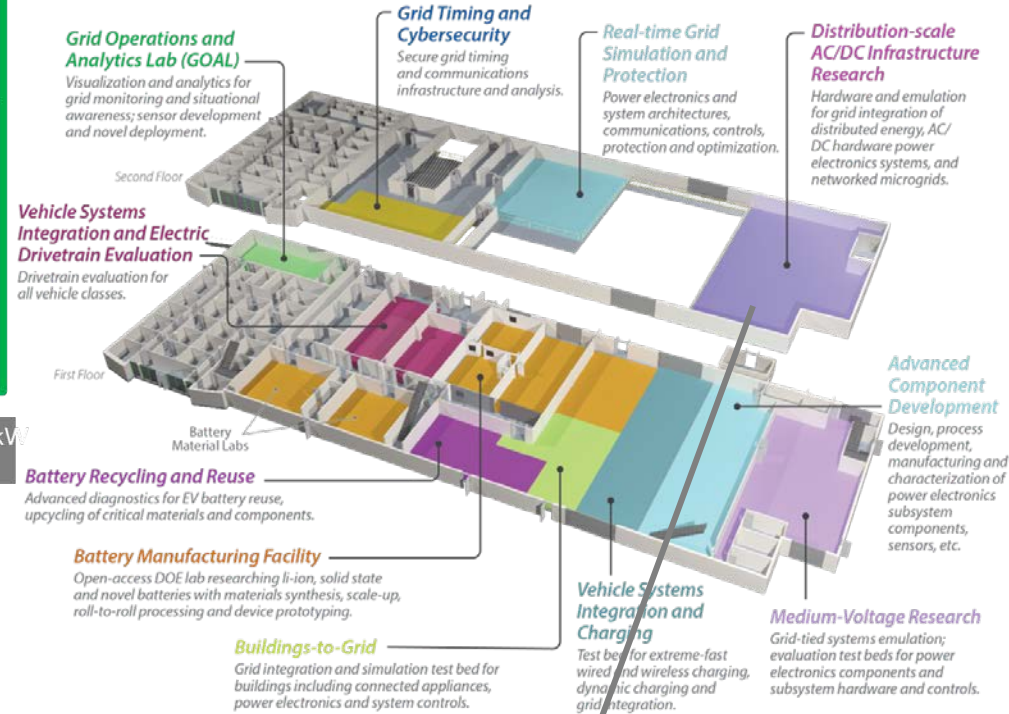 Grid Operations and
Analytics Lab (GOAL)
Visualization and analytics for
grid monitoring and situational
awareness; sensor development
and novel deployment.
Grid Timing and
Cybersecurity
Secure grid timing
and communications
infrastructure and analysis.
Real-time Grid
Simulation and
Protection
Power electronics and
system architectures,
communications, controls,
protection and optimization.
Distribution-scale
AC/DC Infrastructure
Research
Hardware and emulation
for grid integration of
distributed energy, AC/
DC hardware power
electronics systems, and
networked microgrids.
Second Floor
Vehicle Systems
Integration and Electric
Drivetrain Evaluation
Drivetrain evaluation for
all vehicle classes.
First Floor
Battery
Material Labs
kW
Advanced
Component
Development
Design, process
development,
manufacturing and
characterization of
power electronics
subsystem
components,
sensors, etc.
Battery Recycling and Reuse
Advanced diagnostics for EV battery reuse,
upcycling of critical materials and components.
Battery Manufacturing Facility
Open-access DOE lab researching li-ion, solid state
and novel batteries with materials synthesis, scale-up,
roll-to-roll processing and device prototyping.
Buildings-to-Grid
Grid integration and simulation test bed for
buildings including connected appliances,
power electronics and system controls.
Vehicle Systems
Integration and
Charging
Test bed for extreme-fast
wired and wireless charging,
dynamic charging and
grid integration.
Medium-Voltage Research
Grid-tied systems emulation;
evaluation test beds for power
electronics components and
subsystem hardware and controls.